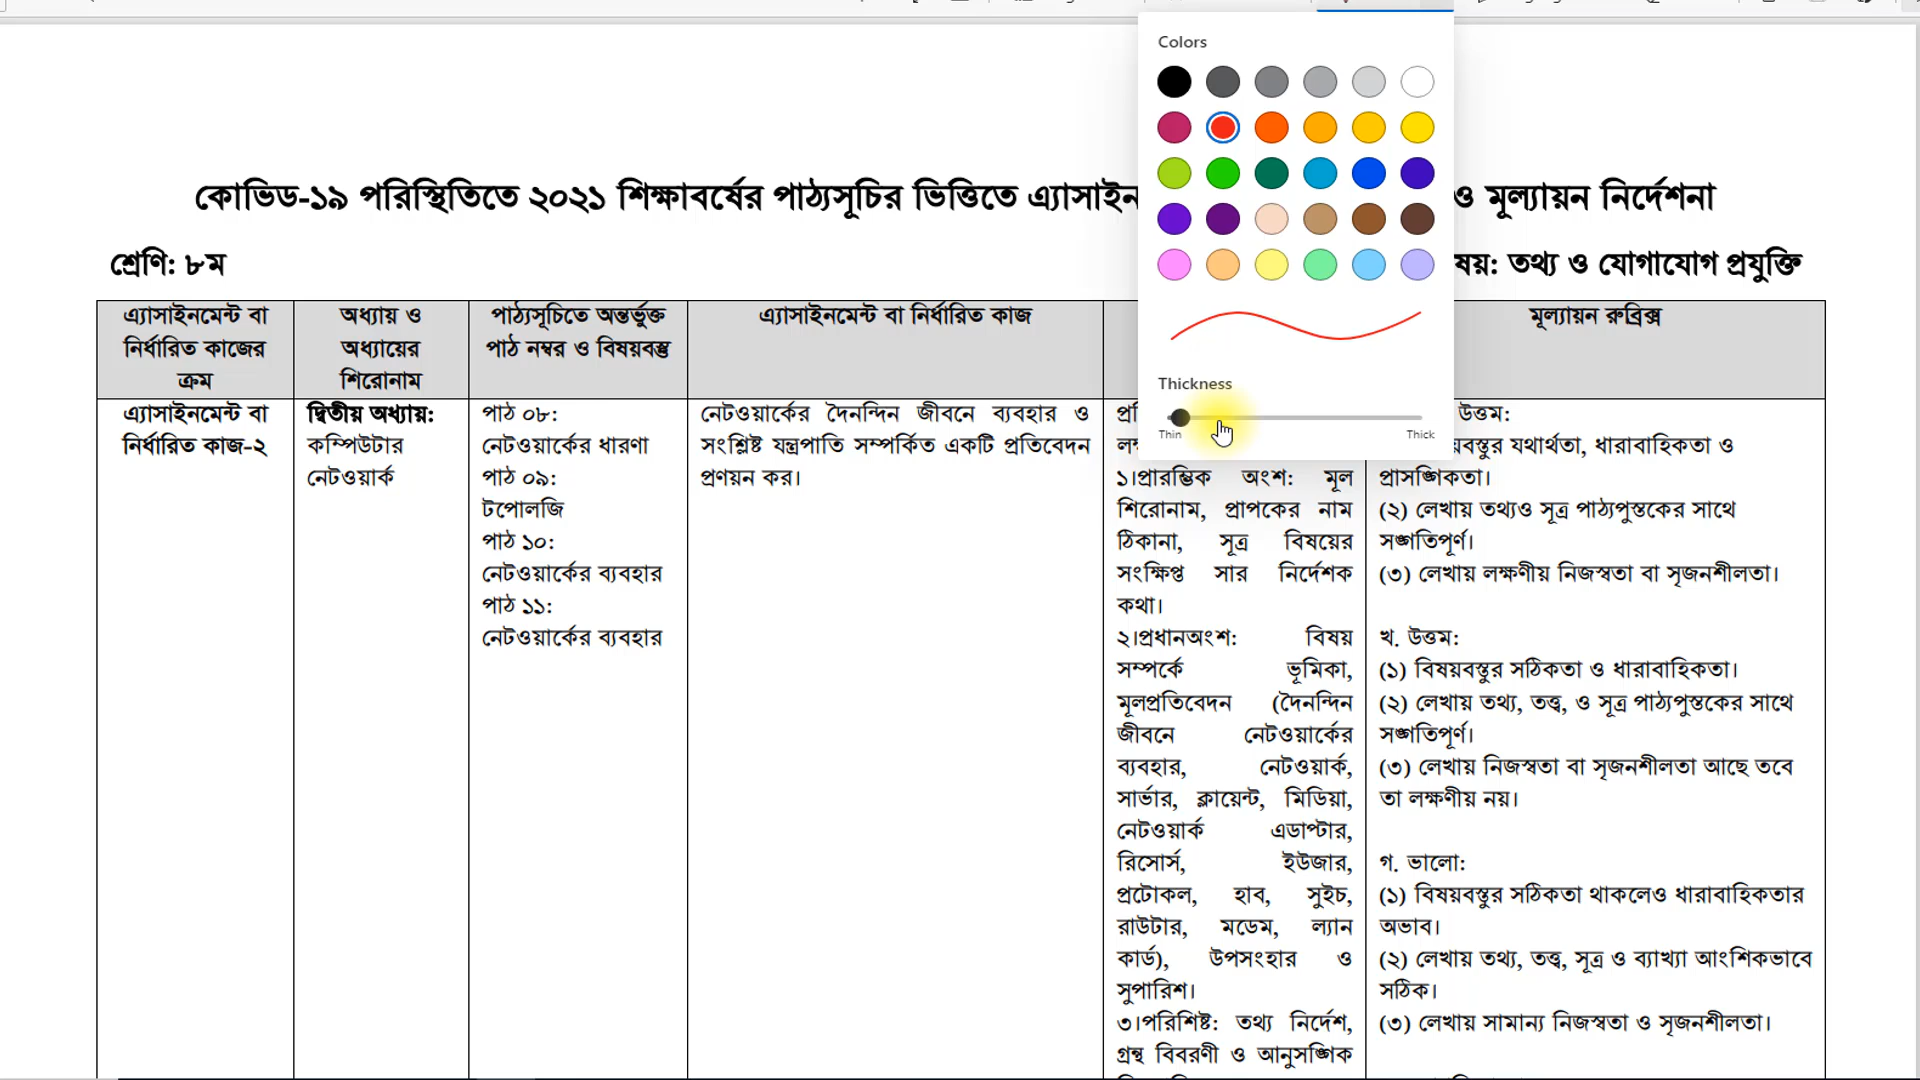 Colors
কোভিড-১৯ পরিস্থিতিতে ২০২১ শিক্ষাবর্ষের পাঠ্যসূচির ভিত্তিতে এ্যাসাইন
ও মূল্যায়ন নির্দেশনা
শ্রেণি: ৮ম
ষয়: তথ্য ও যোগাযোগ প্রযুক্তি
এ্যাসাইনমেন্ট বা
নির্ধারিত কাজের
ক্রম
অধ্যায় ও
অধ্যায়ের
শিরোনাম
পাঠ্যসূচিতে অন্তর্ভুক্ত
পাঠ নম্বর ও বিষয়বস্তু
এ্যাসাইনমেন্ট বা নির্ধারিত কাজ
মূল্যায়ন রুব্রিক্স
Thickness
Thin
Thick
এ্যাসাইনমেন্ট বা
নির্ধারিত কাজ-২
দ্বিতীয় অধ্যায়:
কম্পিউটার
নেটওয়ার্ক
পাঠ ০৮:
নেটওয়ার্কের ধারণা
পাঠ ০৯:
টপোলজি
পাঠ ১০:
নেটওয়ার্কের ব্যবহার
পাঠ ১১:
নেটওয়ার্কের ব্যবহার
নেটওয়ার্কের দৈনন্দিন জীবনে ব্যবহার ও
সংশ্লিষ্ট যন্ত্রপাতি সম্পর্কিত একটি প্রতিবেদন
প্রণয়ন কর।
১।প্রারম্ভিক অংশ: মূল
শিরোনাম, প্রাপকের নাম
ঠিকানা, সূত্র বিষয়ের
সংক্ষিপ্ত সার নির্দেশক
কথা।
২।প্রধানঅংশ: বিষয়
সম্পর্কে ভূমিকা,
মূলপ্রতিবেদন (দৈনন্দিন
জীবনে নেটওয়ার্কের
ব্যবহার, নেটওয়ার্ক,
সার্ভার, ক্লায়েন্ট, মিডিয়া,
নেটওয়ার্ক এডাপ্টার,
রিসোর্স, ইউজার,
প্রটোকল, হাব, সুইচ,
রাউটার, মডেম, ল্যান
কার্ড), উপসংহার ও
সুপারিশ।
৩।পরিশিষ্ট: তথ্য নির্দেশ,
গ্রন্থ বিবরণী ও আনুসঙ্গিক
উত্তম:
য়বস্তুর যথার্থতা, ধারাবাহিকতা ও
প্রাসঙ্গিকতা।
(২) লেখায় তথ্যও সূত্র পাঠ্যপুস্তকের সাথে
সঙ্গতিপূর্ণ।
(৩) লেখায় লক্ষণীয় নিজস্বতা বা সৃজনশীলতা।
খ. উত্তম:
(১) বিষয়বস্তুর সঠিকতা ও ধারাবাহিকতা।
(২) লেখায় তথ্য, তত্ত্ব, ও সূত্র পাঠ্যপুস্তকের সাথে
সঙ্গতিপূর্ণ।
(৩) লেখায় নিজস্বতা বা সৃজনশীলতা আছে তবে
তা লক্ষণীয় নয়।
গ. ভালো:
(১) বিষয়বস্তুর সঠিকতা থাকলেও ধারাবাহিকতার
অভাব।
(২) লেখায় তথ্য, তত্ত্ব, সূত্র ও ব্যাখ্যা আংশিকভাবে
সঠিক।
(৩) লেখায় সামান্য নিজস্বতা ও সৃজনশীলতা।